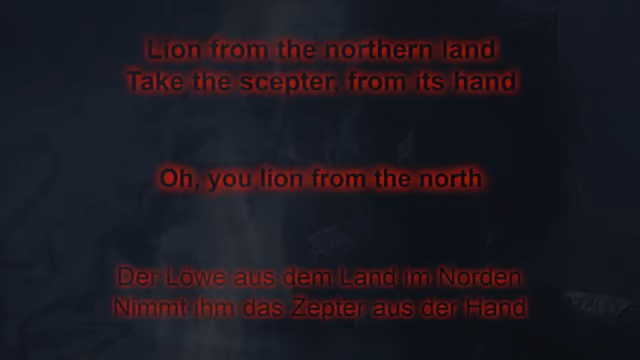 Lion from the northern land
Take the scepter, from its hand
Oh, you lion from the north
Der Löwe aus dem Land im Norden
Nimmt ihm das Zepter aus der Hand